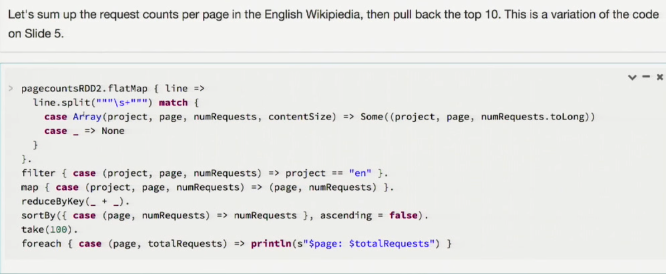 Let's sum up the request counts per page in the English Wikipiedia, then pull back the top 10. This is a variation of the code
on Slide 5.
> pagecountsRDD2.flatMap { line =>
line.split("""\s+""") match {
case Array(project, page, numRequests, contentSize) => Some((project, page, numRequests.toLong))
case _ => None
}
}.
filter { case (project, page, numRequests) => project == "en" }.
map { case (project, page, numRequests) => (page, numRequests) }.
reduceByKey(_ + _).
sortBy({ case (page, numRequests) => numRequests }, ascending = false).
take(100).
foreach { case (page, totalRequests) => println(s"$page: $totalRequests") }